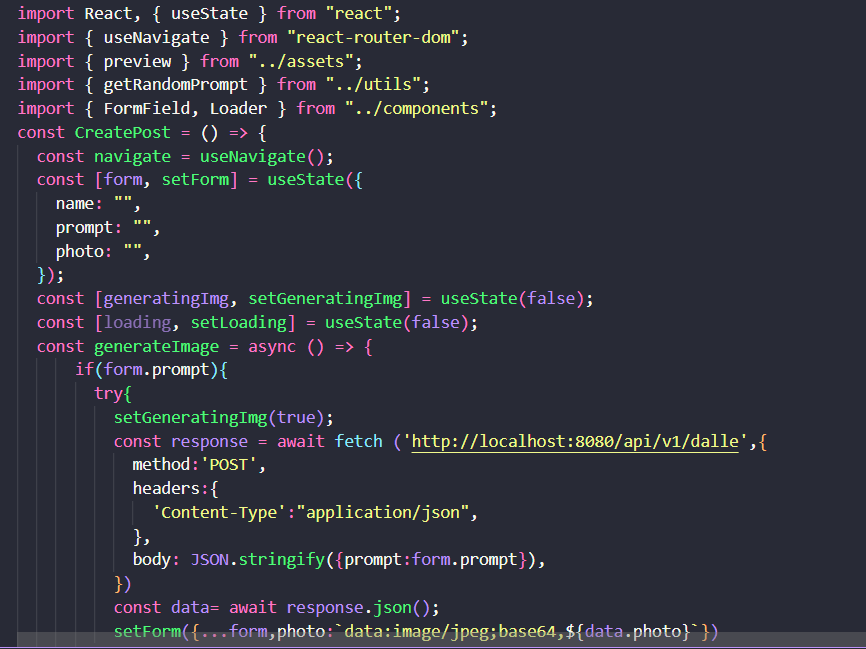 import React, { useState } from "react";
import { useNavigate } from "react-router-dom";
import { preview } from "../assets";
import { getRandomPrompt } from "../utils";
import { FormField, Loader } from "../components";
const CreatePost = () => {
  const navigate = useNavigate();
  const [form, setForm] = useState({
    name: "",
    prompt: "",
    photo: "",
  });
  const [generatingImg, setGeneratingImg] = useState(false);
  const [loading, setLoading] = useState(false);
  const generateImage = async () => {
      if(form.prompt){
        try{
          setGeneratingImg(true);
          const response = await fetch ('http://localhost:8080/api/v1/dalle',{
            method:'POST',
            headers:{
              'Content-Type':"application/json",
            },
            body: JSON.stringify({prompt:form.prompt}),
          })
          const data= await response.json();
          setForm({...form,photo:`data:image/jpeg;base64,${data.photo}`})